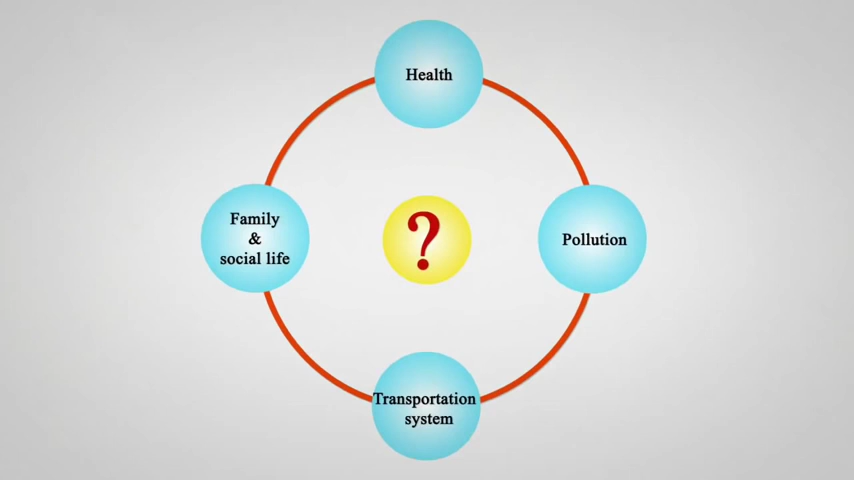 Health
Family
&
social life
?
Pollution
Transportation
system